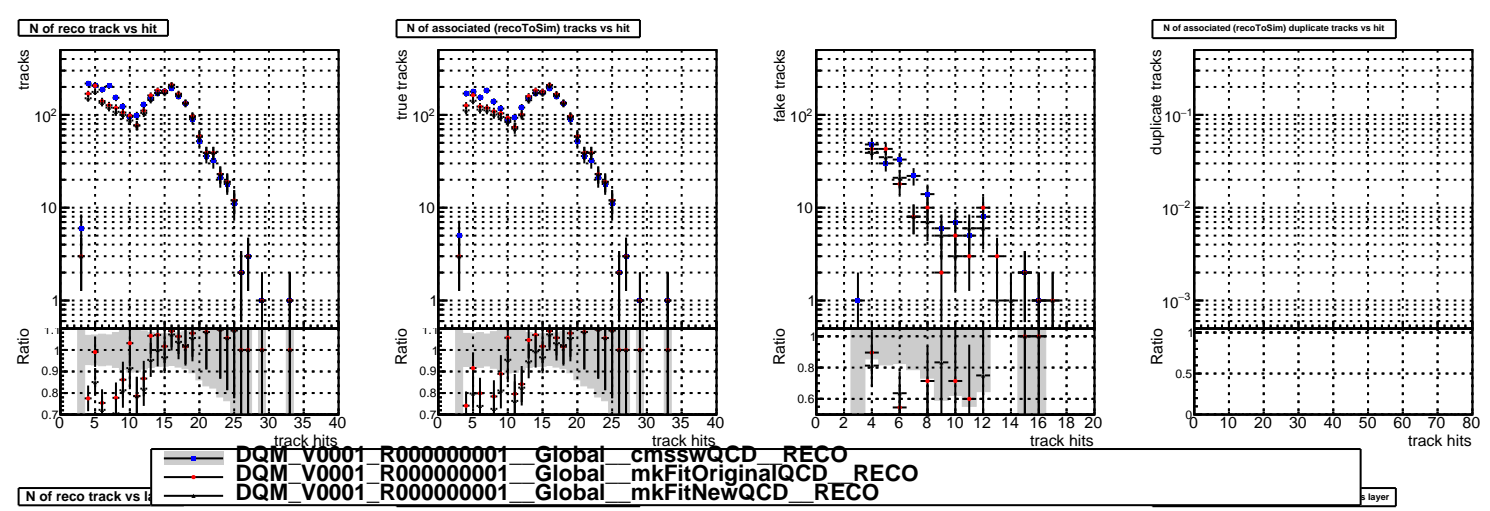 N of reco track vs hit
N of associated (recoToSim) tracks vs hit
N of associated (recoToSim) duplicate tracks vs hit
tracks
10²
10
1
Ratio
1.1
1
0.9
0.8
0.7
0 5 10 15 20 25 30 35 40
track hits
true tracks
10²
10
1
Ratio
1.1
1
0.9
0.8
0.7
0 5 10 15 20 25 30 35 40
track hits
fake tracks
10²
10
1
Ratio
1
0.8
0.6
0 2 4 6 8 10 12 14 16 18 20
track hits
duplicate tracks
10⁻¹
10⁻²
10⁻³
Ratio
1
0.5
0
0 10 20 30 40 50 60 70 80
track hits
DQM_V0001_R000000001__Global__cmsswQCD__RECO
DQM_V0001_R000000001__Global__mkFitOriginalQCD__RECO
DQM_V0001_R000000001__Global__mkFitNewQCD__RECO
N of reco track vs la
s layer